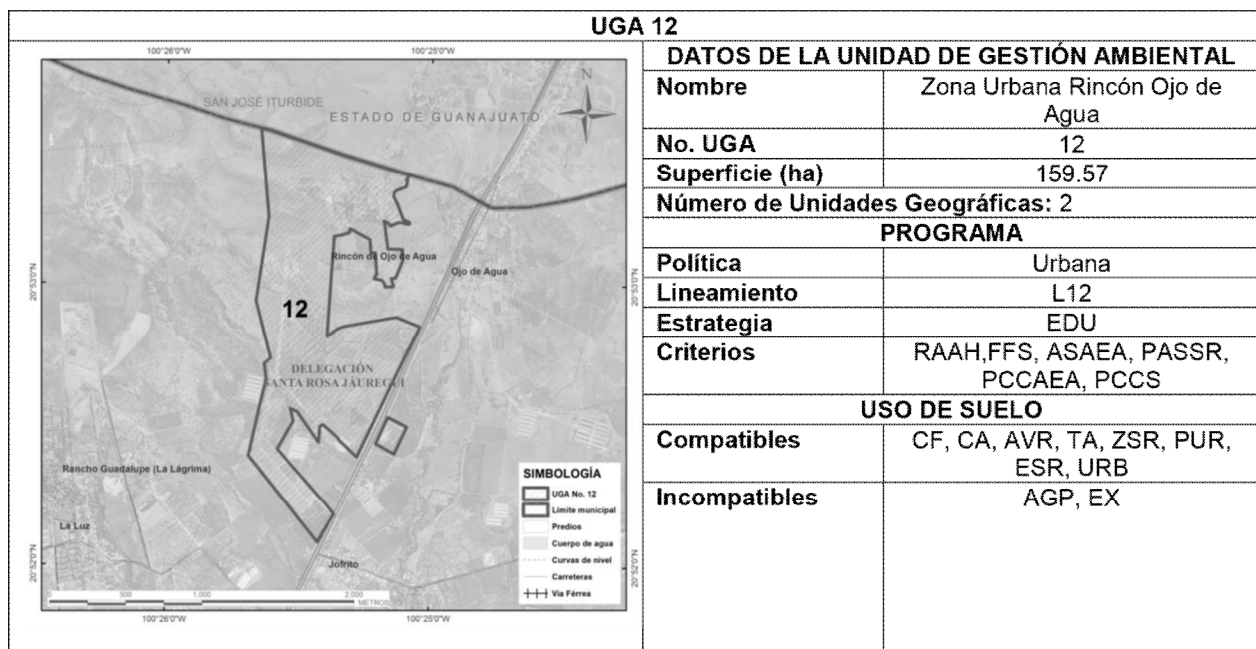 UGA 12
100°26'0"W
100°25'0"W
N
SAN JOSÉ ITURBIDE
ESTADO DE GUANAJUATO
Rincón de Ojo de Agua
Ojo de Agua
20°53'0"N
20°53'0"N
12
DELEGACIÓN
SANTA ROSA JÁUREGUI
Rancho Guadalupe (La Lágrima)
La Luz
Jofrito
20°52'0"N
20°52'0"N
SIMBOLOGÍA
UGA No. 12
Límite municipal
Predios
Cuerpo de agua
Curvas de nivel
Carreteras
Vía Férrea
0 500 1,000 2,000
METROS
100°26'0"W
100°25'0"W
DATOS DE LA UNIDAD DE GESTIÓN AMBIENTAL
Nombre Zona Urbana Rincón Ojo de
Agua
No. UGA 12
Superficie (ha) 159.57
Número de Unidades Geográficas: 2
PROGRAMA
Política Urbana
Lineamiento L12
Estrategia EDU
Criterios RAAH,FFS, ASAEA, PASSR,
PCCAEA, PCCS
USO DE SUELO
Compatibles CF, CA, AVR, TA, ZSR, PUR,
ESR, URB
Incompatibles AGP, EX